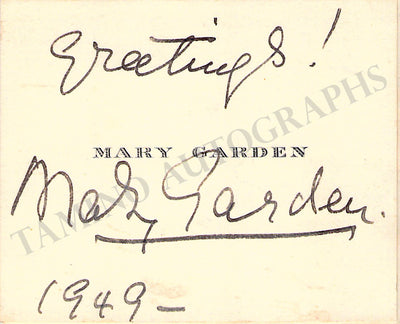 Greetings!
MARY GARDEN
Mary Garden.
1949 –
TAMINO AUTOGRAPHS